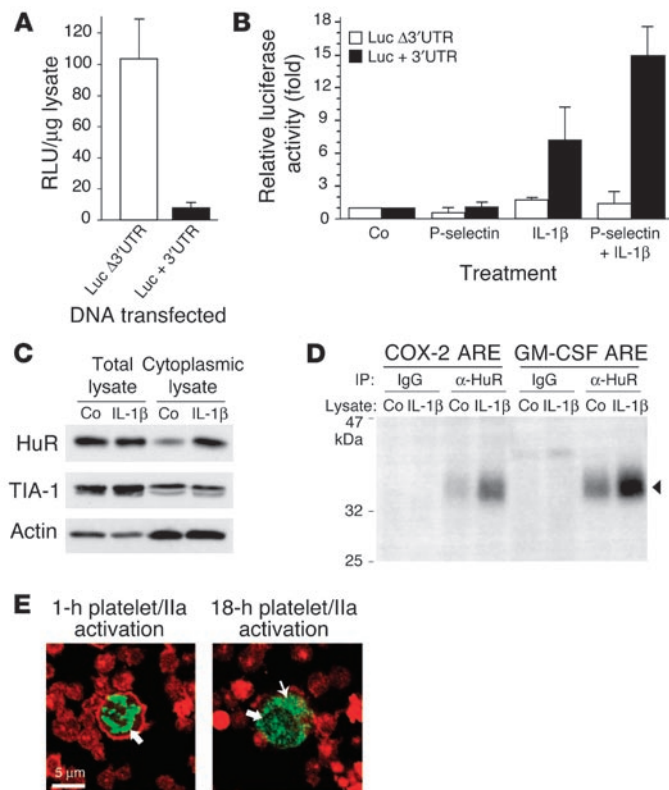 A
RLU/µg lysate
120
100
80
60
40
20
0
Luc Δ3′UTR
Luc + 3′UTR
DNA transfected
B
Luc Δ3′UTR
Luc + 3′UTR
Relative luciferase
activity (fold)
18
15
12
9
6
3
1
Co
P-selectin
IL-1β
P-selectin
+ IL-1β
Treatment
C
Total
lysate
Cytoplasmic
lysate
Co IL-1β Co IL-1β
HuR
TIA-1
Actin
D
COX-2 ARE GM-CSF ARE
IP: IgG α-HuR IgG α-HuR
Lysate: Co IL-1β Co IL-1β Co IL-1β Co IL-1β
47
kDa
32
25
E
1-h platelet/IIa
activation
18-h platelet/IIa
activation
5 µm